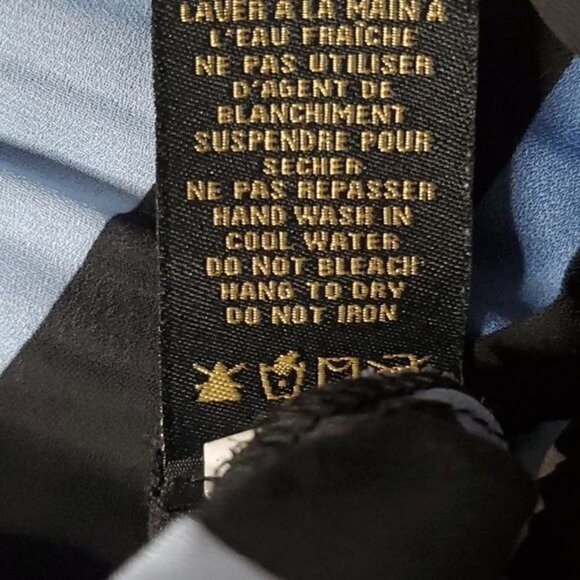 LAVER A LA MAIN A
L'EAU FRAÎCHE
NE PAS UTILISER
D'AGENT DE
BLANCHIMENT
SUSPENDRE POUR
SECHER
NE PAS REPASSER
HAND WASH IN
COOL WATER
DO NOT BLEACH
HANG TO DRY
DO NOT IRON